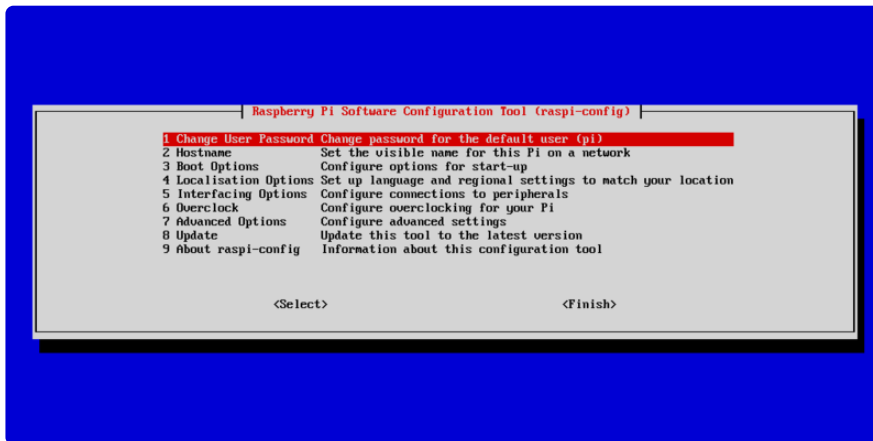 Raspberry Pi Software Configuration Tool (raspi-config)
1 Change User Password Change password for the default user (pi)
2 Hostname Set the visible name for this Pi on a network
3 Boot Options Configure options for start-up
4 Localisation Options Set up language and regional settings to match your location
5 Interfacing Options Configure connections to peripherals
6 Overclock Configure overclocking for your Pi
7 Advanced Options Configure advanced settings
8 Update Update this tool to the latest version
9 About raspi-config Information about this configuration tool
<Select> <Finish>